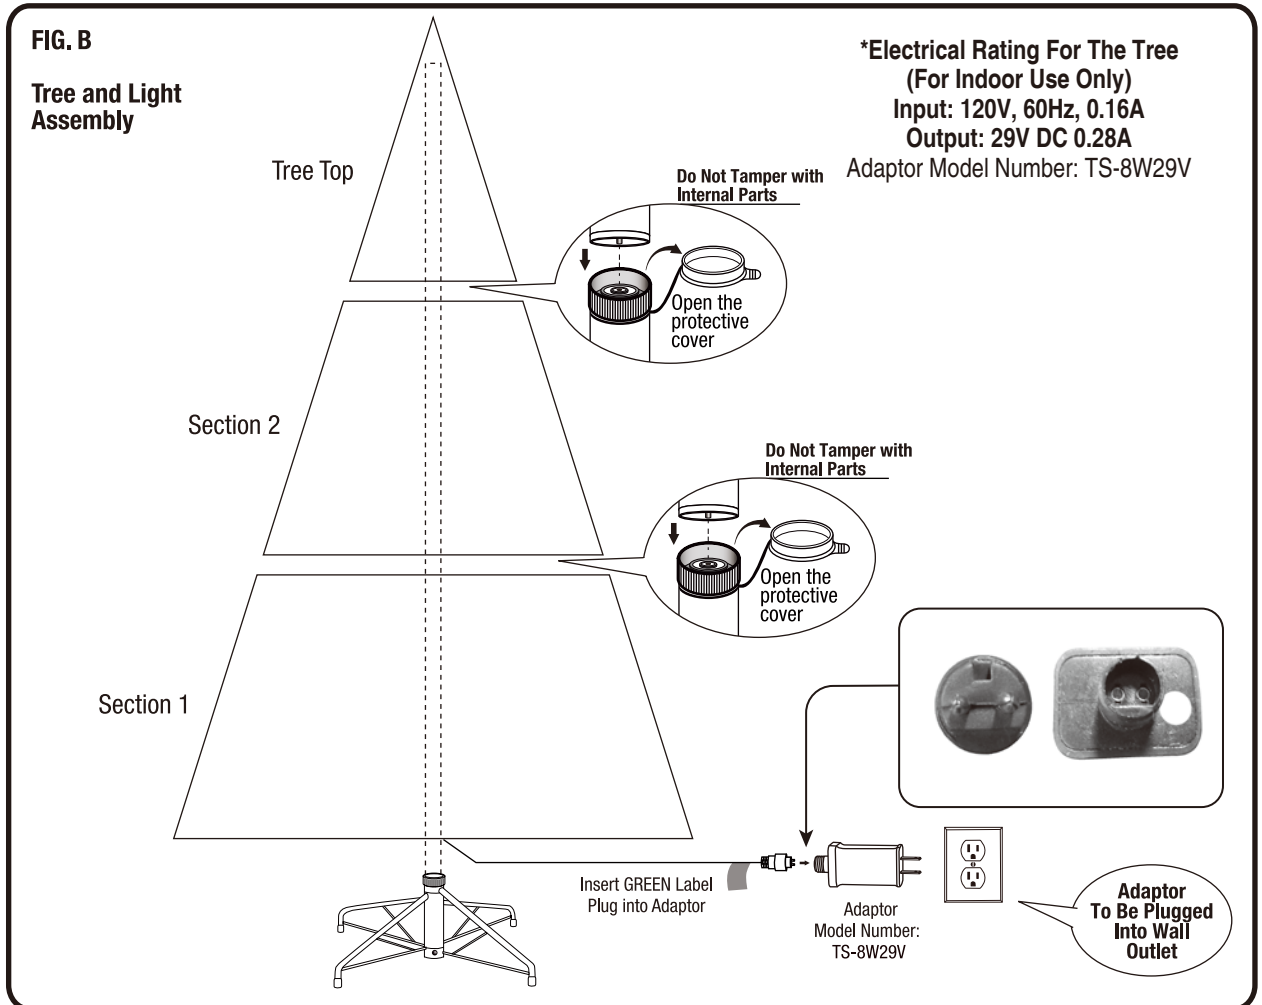 FIG. B
Tree and Light
Assembly
*Electrical Rating For The Tree
(For Indoor Use Only)
Input: 120V, 60Hz, 0.16A
Output: 29V DC 0.28A
Adaptor Model Number: TS-8W29V
Tree Top
Do Not Tamper with
Internal Parts
Open the
protective
cover
Section 2
Do Not Tamper with
Internal Parts
Open the
protective
cover
Section 1
Insert GREEN Label
Plug into Adaptor
Adaptor
Model Number:
TS-8W29V
Adaptor
To Be Plugged
Into Wall
Outlet